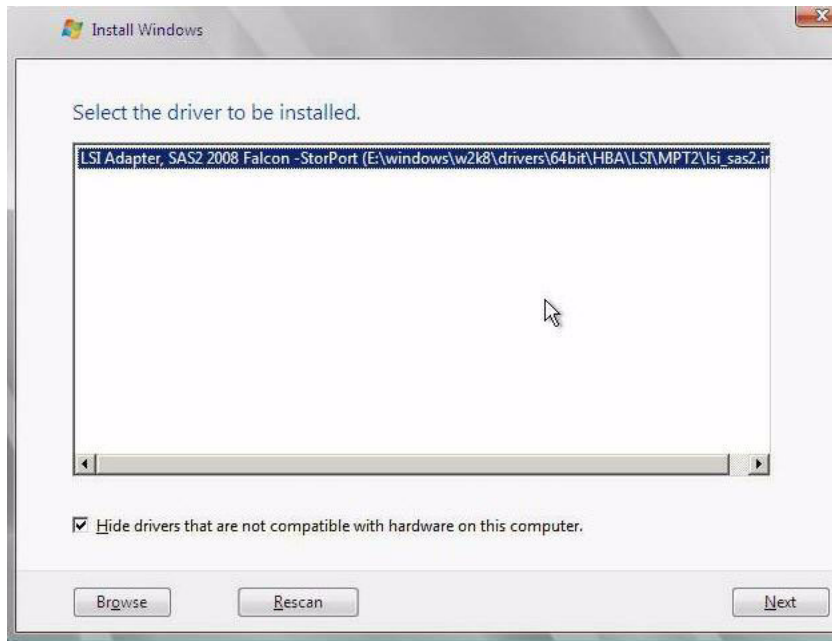 Install Windows
Select the driver to be installed.
LSI Adapter, SAS2 2008 Falcon -StorPort (E:\windows\w2k8\drivers\64bit\HBA\LSI\MPT2\lsi_sas2.in
Hide drivers that are not compatible with hardware on this computer.
Browse Rescan Next